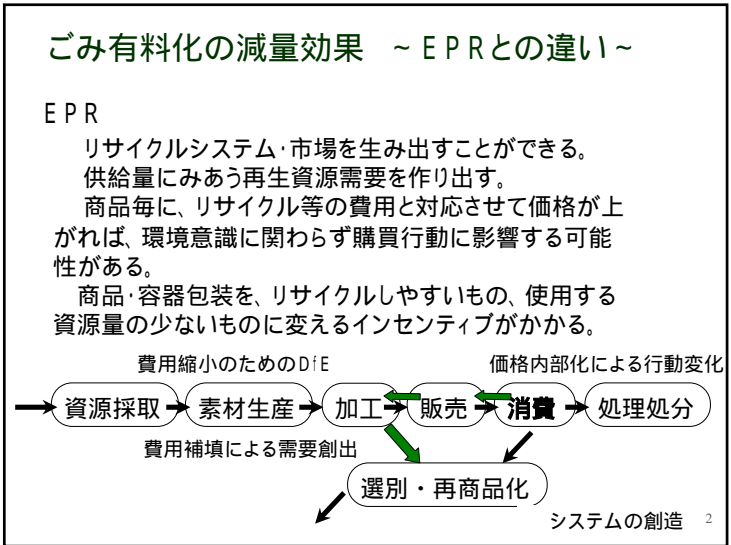 ごみ有料化の減量効果 ~EPRとの違い~
EPR
リサイクルシステム・市場を生み出すことができる。
供給量にみあう再生資源需要を作り出す。
商品毎に、リサイクル等の費用と対応させて価格が上
がれば、環境意識に関わらず購買行動に影響する可能
性がある。
商品・容器包装を、リサイクルしやすいもの、使用する
資源量の少ないものに変えるインセンティブがかかる。
費用縮小のためのDfE 価格内部化による行動変化
資源採取 素材生産 加工 販売 消費 処理処分
費用補填による需要創出
選別・再商品化
システムの創造 2